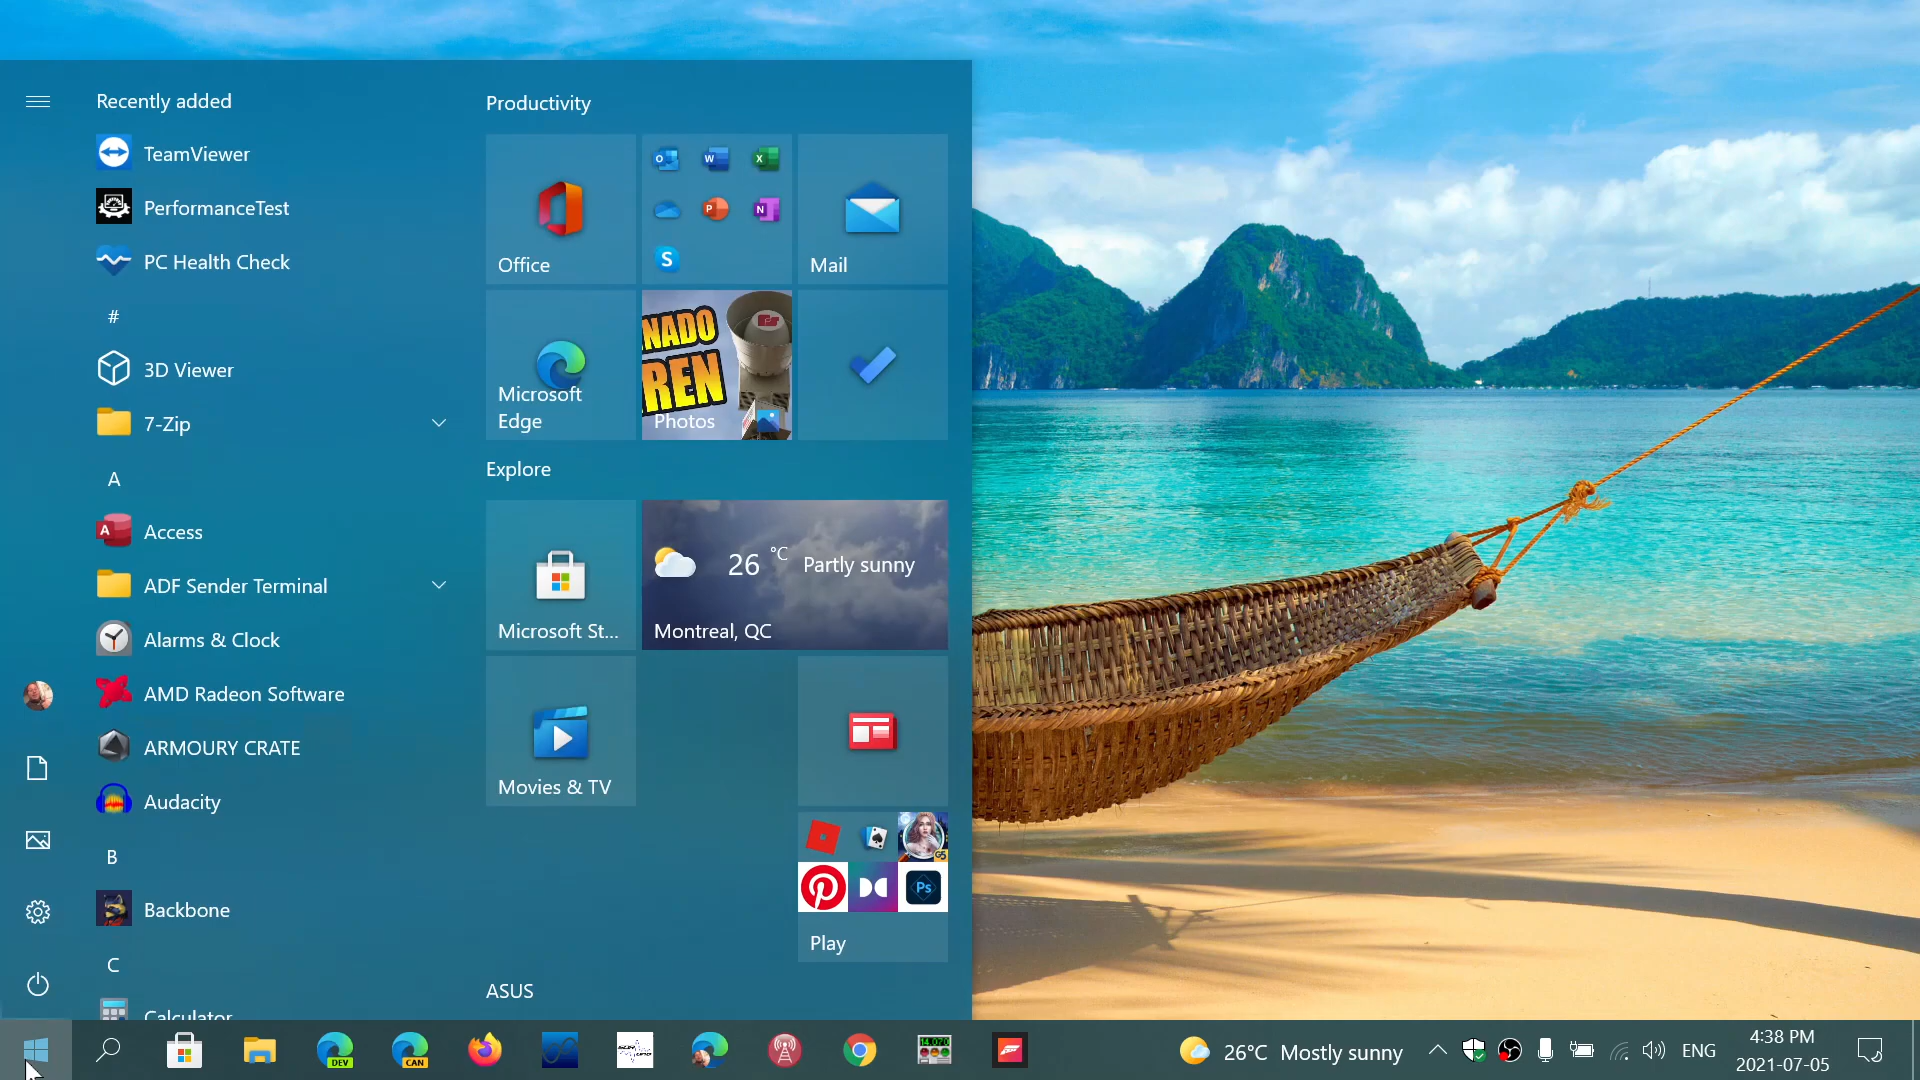 Recently added
TeamViewer
PerformanceTest
PC Health Check
#
3D Viewer
7-Zip
A
Access
ADF Sender Terminal
Alarms & Clock
AMD Radeon Software
ARMOURY CRATE
Audacity
B
Backbone
C
Calculator
Productivity
Office
O
W
X
P
N
S
Mail
Microsoft
Edge
NADO
REN
Photos
Explore
Microsoft St...
26 °C Partly sunny
Montreal, QC
Movies & TV
G5
Ps
Play
ASUS
DEV
CAN
26°C Mostly sunny
ENG
4:38 PM
2021-07-05